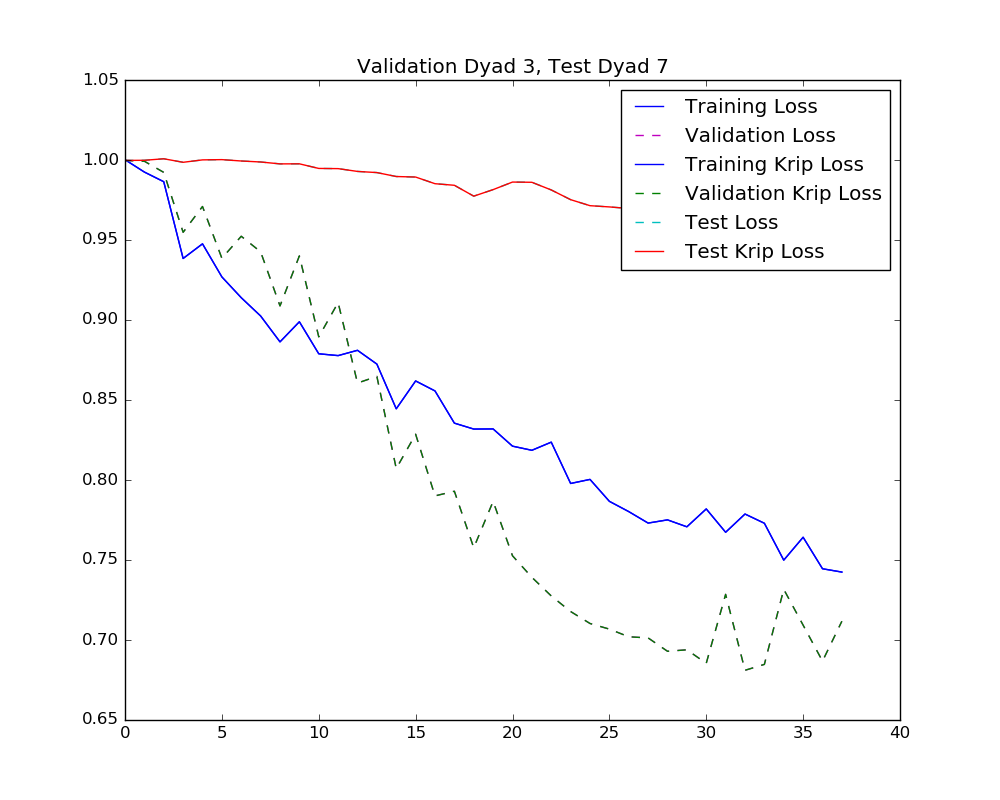 Validation Dyad 3, Test Dyad 7
1.05
1.00
0.95
0.90
0.85
0.80
0.75
0.70
0.65
0
5
10
15
20
25
30
35
40
Training Loss
Validation Loss
Training Krip Loss
Validation Krip Loss
Test Loss
Test Krip Loss